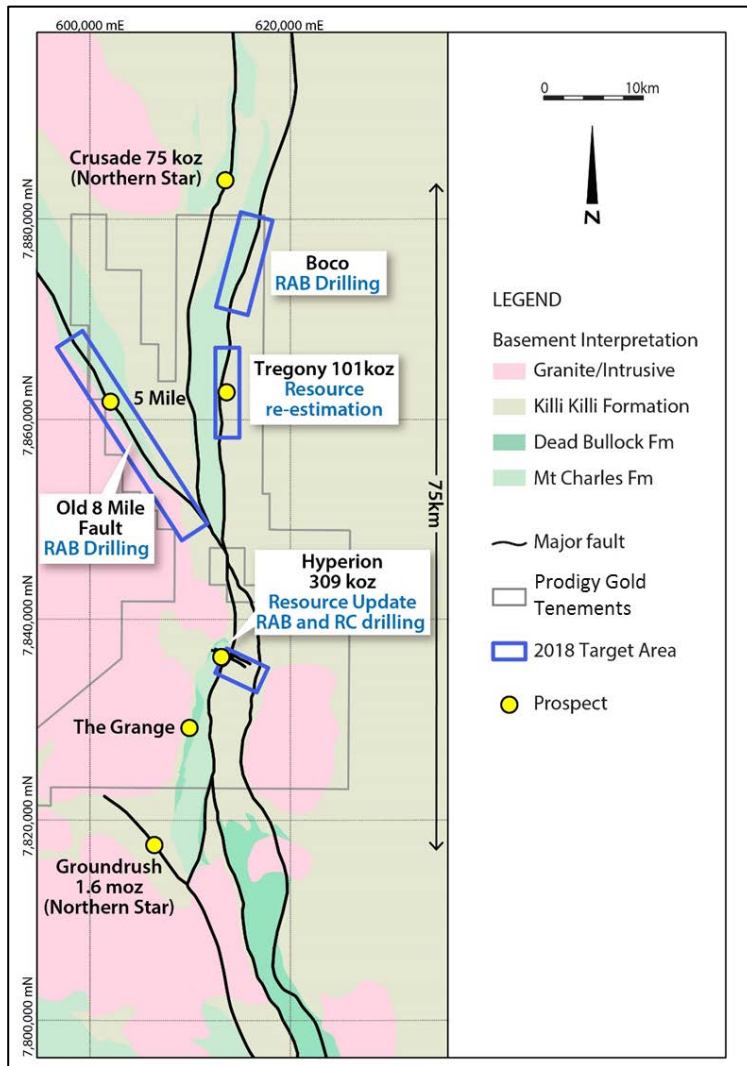 600,000 mE
620,000 mE
0
10km
Crusade 75 koz
(Northern Star)
N
7,880,000 mN
Boco
RAB Drilling
LEGEND
Basement Interpretation
Granite/Intrusive
Killi Killi Formation
Dead Bullock Fm
Mt Charles Fm
Tregony 101koz
Resource
re-estimation
5 Mile
7,860,000 mN
75km
Old 8 Mile
Fault
RAB Drilling
Major fault
Prodigy Gold
Tenements
2018 Target Area
Prospect
Hyperion
309 koz
Resource Update
RAB and RC drilling
7,840,000 mN
The Grange
7,820,000 mN
Groundrush
1.6 moz
(Northern Star)
7,800,000 mN